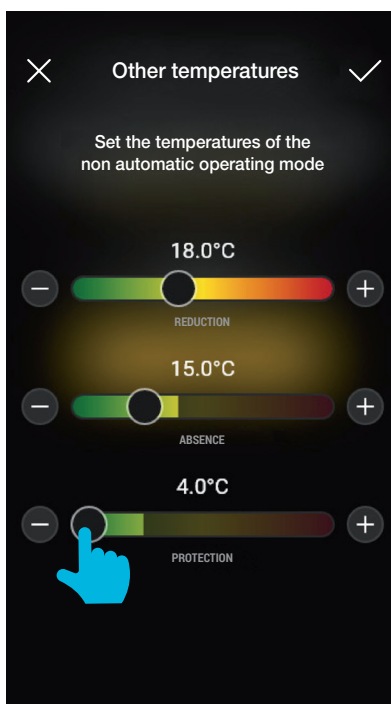 Other temperatures
Set the temperatures of the
non automatic operating mode
18.0°C
REDUCTION
15.0°C
ABSENCE
4.0°C
PROTECTION